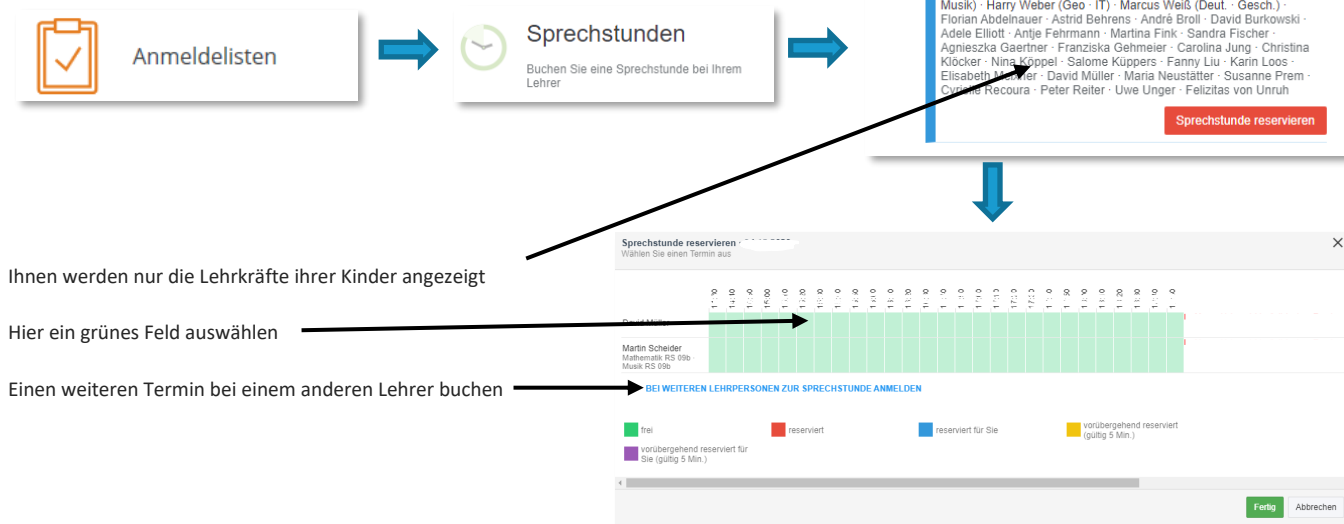 Anmeldelisten
Sprechstunden
Buchen Sie eine Sprechstunde bei Ihrem
Lehrer
Musik) · Harry Weber (Geo · IT) · Marcus Weiß (Deut. · Gesch.) ·
Florian Abdelnauer · Astrid Behrens · André Broll · David Burkowski ·
Adele Elliott · Antje Fehrmann · Martina Fink · Sandra Fischer ·
Agnieszka Gaertner · Franziska Gehmeier · Carolina Jung · Christina
Klöcker · Nina Köppel · Salome Küppers · Fanny Liu · Karin Loos ·
Elisabeth · David Müller · Maria Neustätter · Susanne Prem ·
Cyrielle Recoura · Peter Reiter · Uwe Unger · Felizitas von Unruh
Sprechstunde reservieren
Sprechstunde reservieren ·
Wählen Sie einen Termin aus
Ihnen werden nur die Lehrkräfte ihrer Kinder angezeigt
Hier ein grünes Feld auswählen
Einen weiteren Termin bei einem anderen Lehrer buchen
15:00
David Müller
Martin Scheider
Mathematik RS 09b
Musik RS 09b
BEI WEITEREN LEHRPERSONEN ZUR SPRECHSTUNDE ANMELDEN
frei
reserviert
reserviert für Sie
vorübergehend reserviert
(gültig 5 Min.)
vorübergehend reserviert für
Sie (gültig 5 Min.)
Fertig
Abbrechen